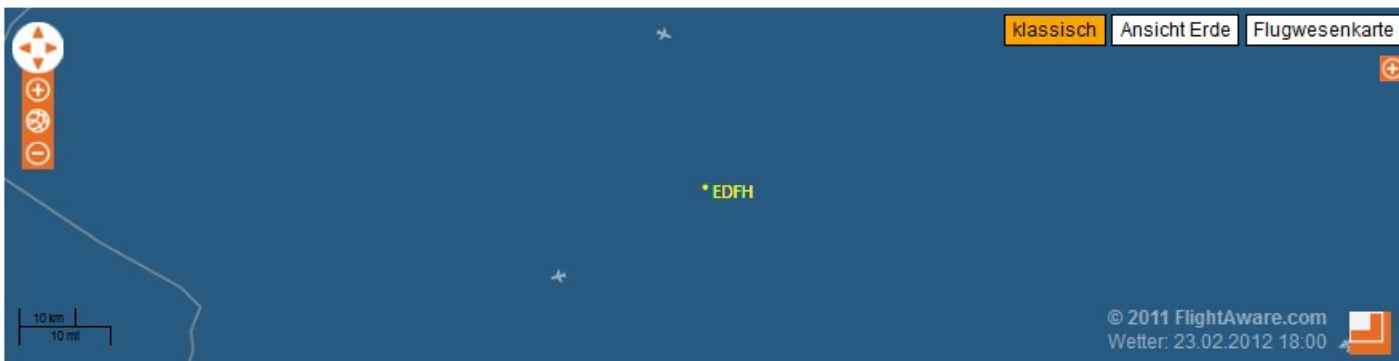 klassisch Ansicht Erde Flugwesenkarte
EDFH
10 km
10 mi
© 2011 FlightAware.com
Wetter: 23.02.2012 18:00